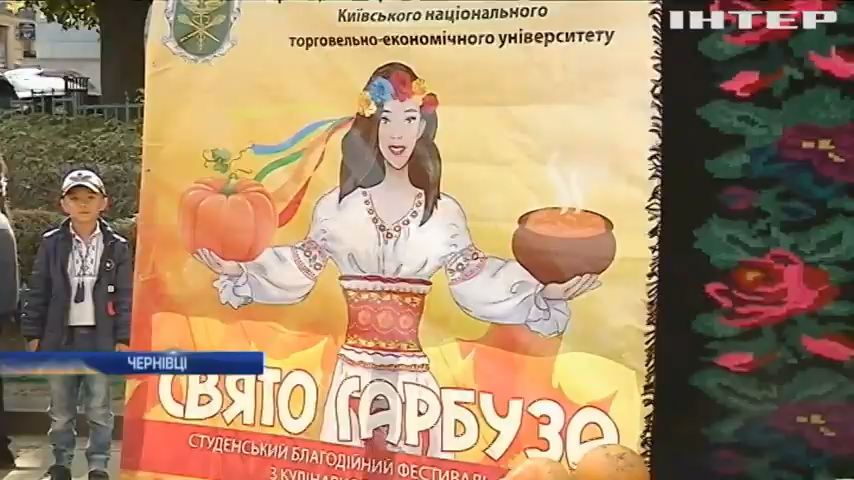 Київського національного
торговельно-економічного університету
ІНТЕР
ЧЕРНІВЦІ
СВЯТО ГАРБУЗА
СТУДЕНСЬКИЙ БЛАГОДІЙНИЙ ФЕСТИВАЛЬ